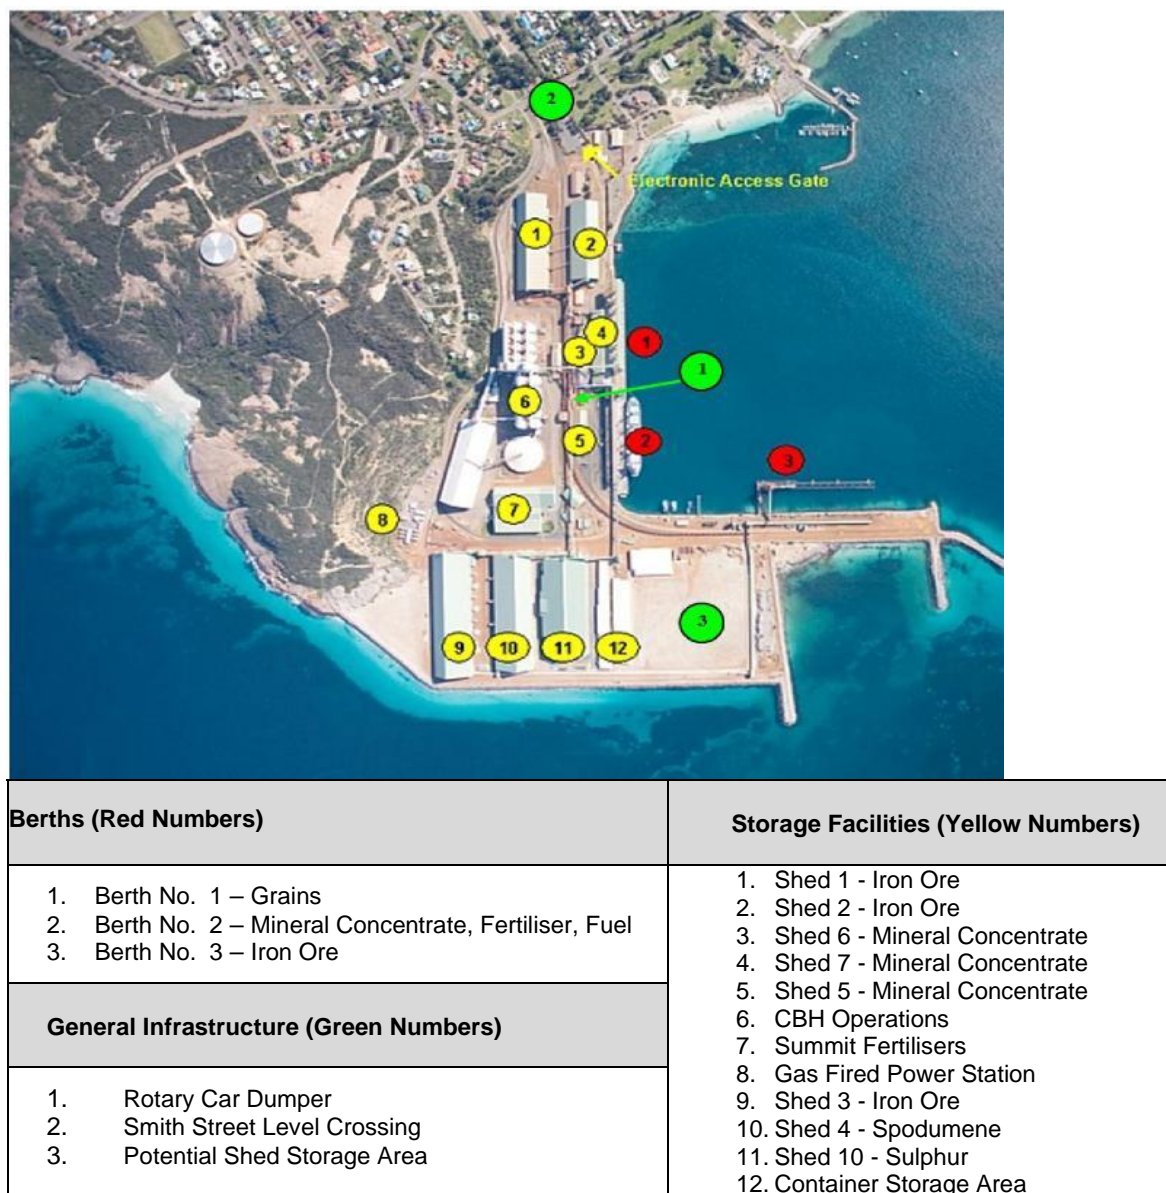 2
Electronic Access Gate
1
2
4
3
1
1
6
5
2
3
7
8
3
9
10
11
12
Berths (Red Numbers)
1. Berth No. 1 – Grains
2. Berth No. 2 – Mineral Concentrate, Fertiliser, Fuel
3. Berth No. 3 – Iron Ore
General Infrastructure (Green Numbers)
1. Rotary Car Dumper
2. Smith Street Level Crossing
3. Potential Shed Storage Area
Storage Facilities (Yellow Numbers)
1. Shed 1 - Iron Ore
2. Shed 2 - Iron Ore
3. Shed 6 - Mineral Concentrate
4. Shed 7 - Mineral Concentrate
5. Shed 5 - Mineral Concentrate
6. CBH Operations
7. Summit Fertilisers
8. Gas Fired Power Station
9. Shed 3 - Iron Ore
10. Shed 4 - Spodumene
11. Shed 10 - Sulphur
12. Container Storage Area